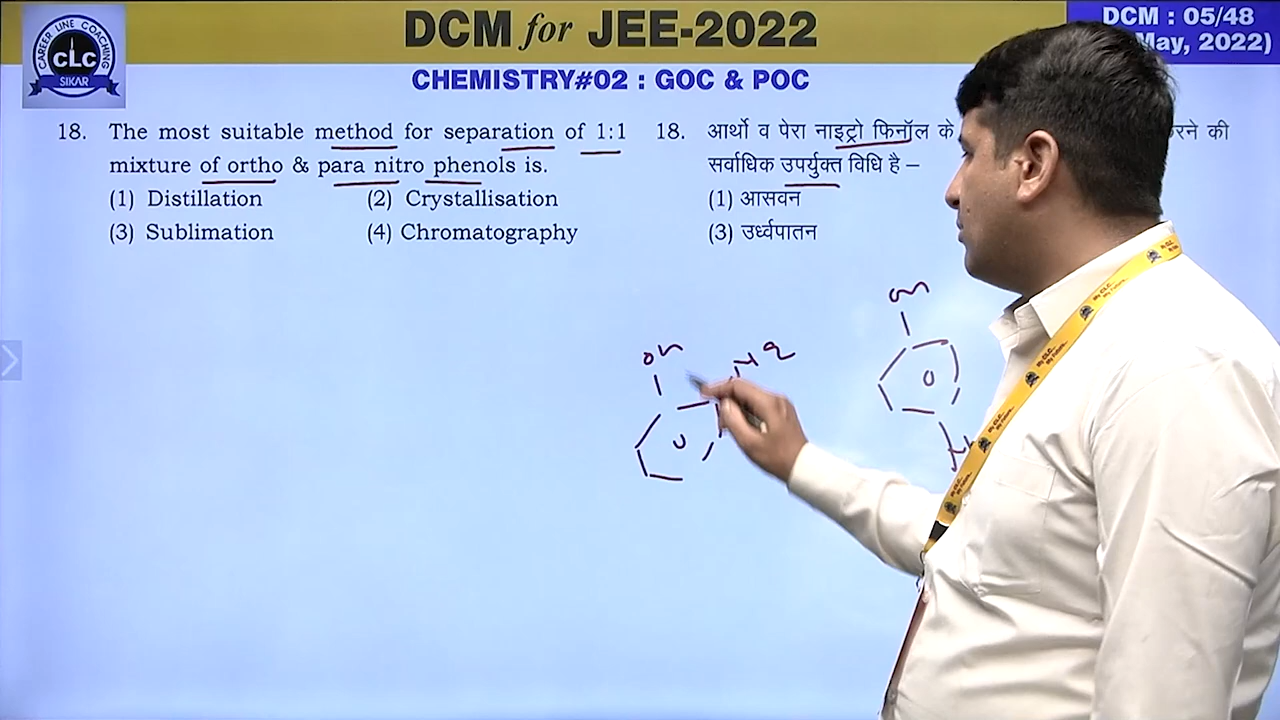 DCM for JEE-2022
DCM : 05/48
May, 2022)
CAREER LINE COACHING
CLC
SIKAR
CHEMISTRY#02 : GOC & POC
18. The most suitable method for separation of 1:1
mixture of ortho & para nitro phenols is.
(1) Distillation (2) Crystallisation
(3) Sublimation (4) Chromatography
18. आर्थो व पेरा नाइट्रो फिनॉल के रने की
सर्वाधिक उपर्युक्त विधि है –
(1) आसवन
(3) उर्ध्वपातन
OH
OH